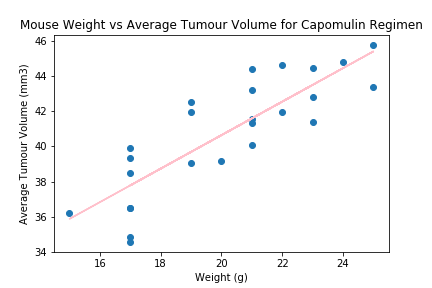 Mouse Weight vs Average Tumour Volume for Capomulin Regimen
46
44
42
40
38
36
34
Average Tumour Volume (mm3)
16 18 20 22 24
Weight (g)